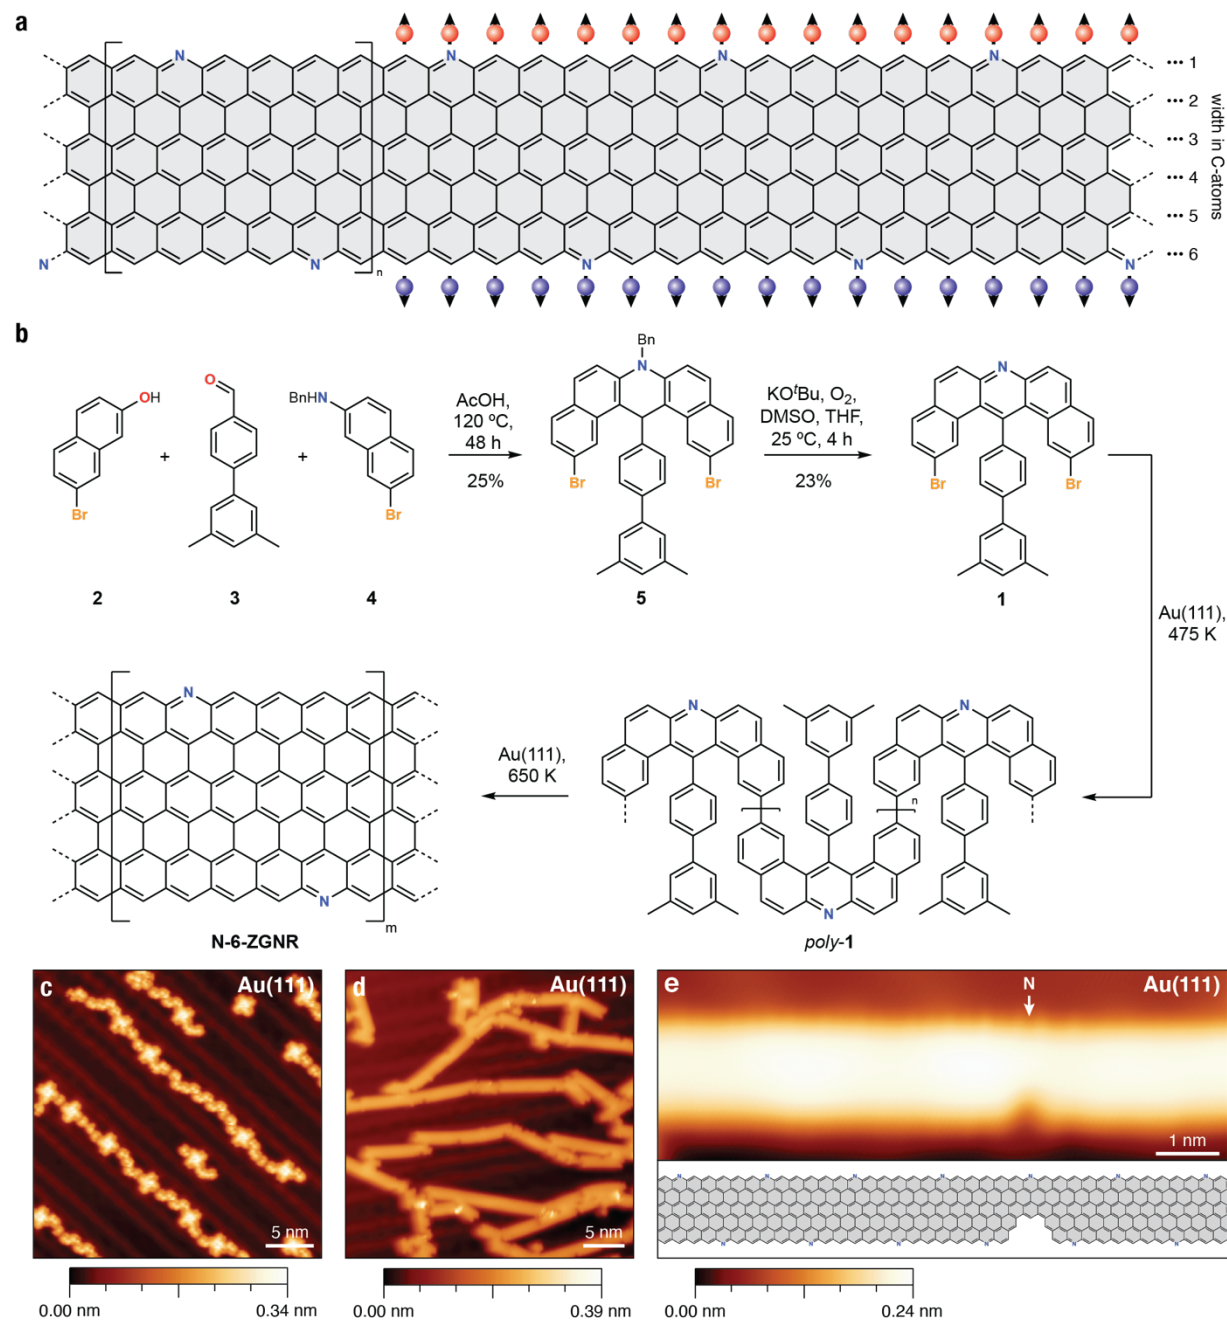 a
N N N N
1
2
3
4
5
6
width in C-atoms
N N N N N
n
b
O
OH
Br
+
+
BnHN
Br
AcOH,
120 ºC,
48 h
25%
Bn
N
Br Br
KOᵗBu, O₂,
DMSO, THF,
25 ºC, 4 h
23%
N
Br Br
2 3 4 5 1
Au(111),
475 K
N
N
m
N-6-ZGNR
Au(111),
650 K
N N
n
N
poly-1
c Au(111)
5 nm
0.00 nm 0.34 nm
d Au(111)
5 nm
0.00 nm 0.39 nm
e N Au(111)
1 nm
N N N N N N N
N N N N N
0.00 nm 0.24 nm